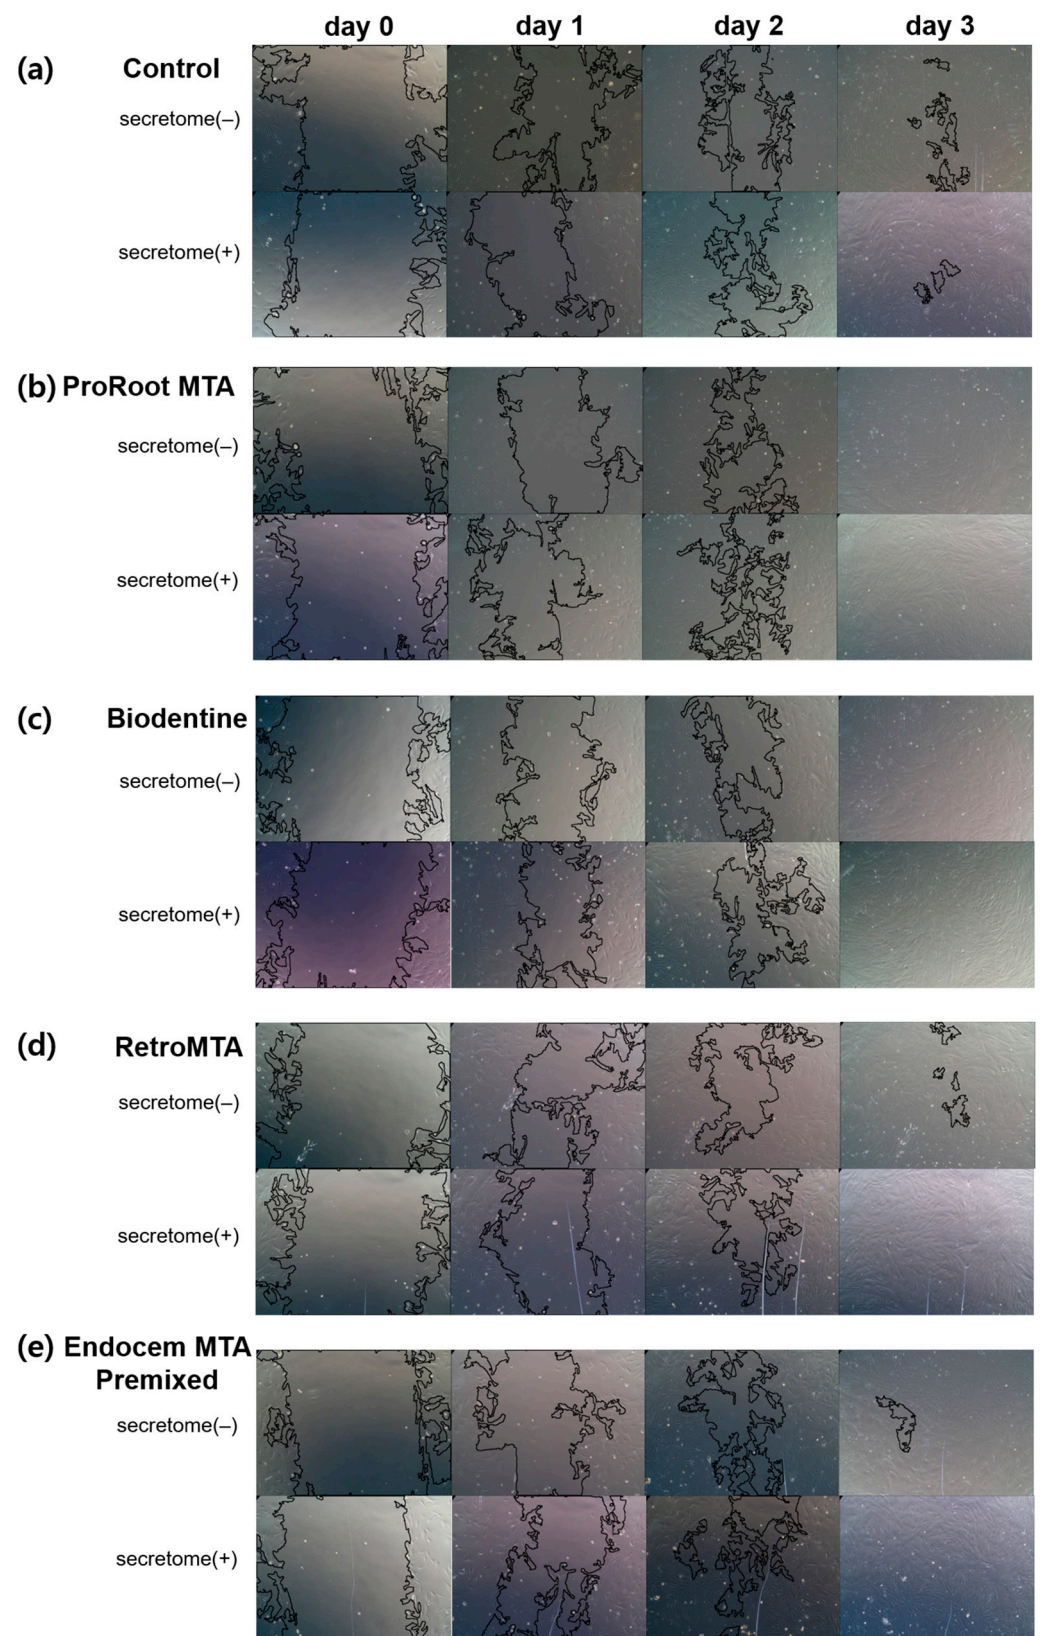 day 0 day 1 day 2 day 3
(a) Control
secretome(–)
secretome(+)
(b) ProRoot MTA
secretome(–)
secretome(+)
(c) Biodentine
secretome(–)
secretome(+)
(d) RetroMTA
secretome(–)
secretome(+)
(e) Endocem MTA
Premixed
secretome(–)
secretome(+)